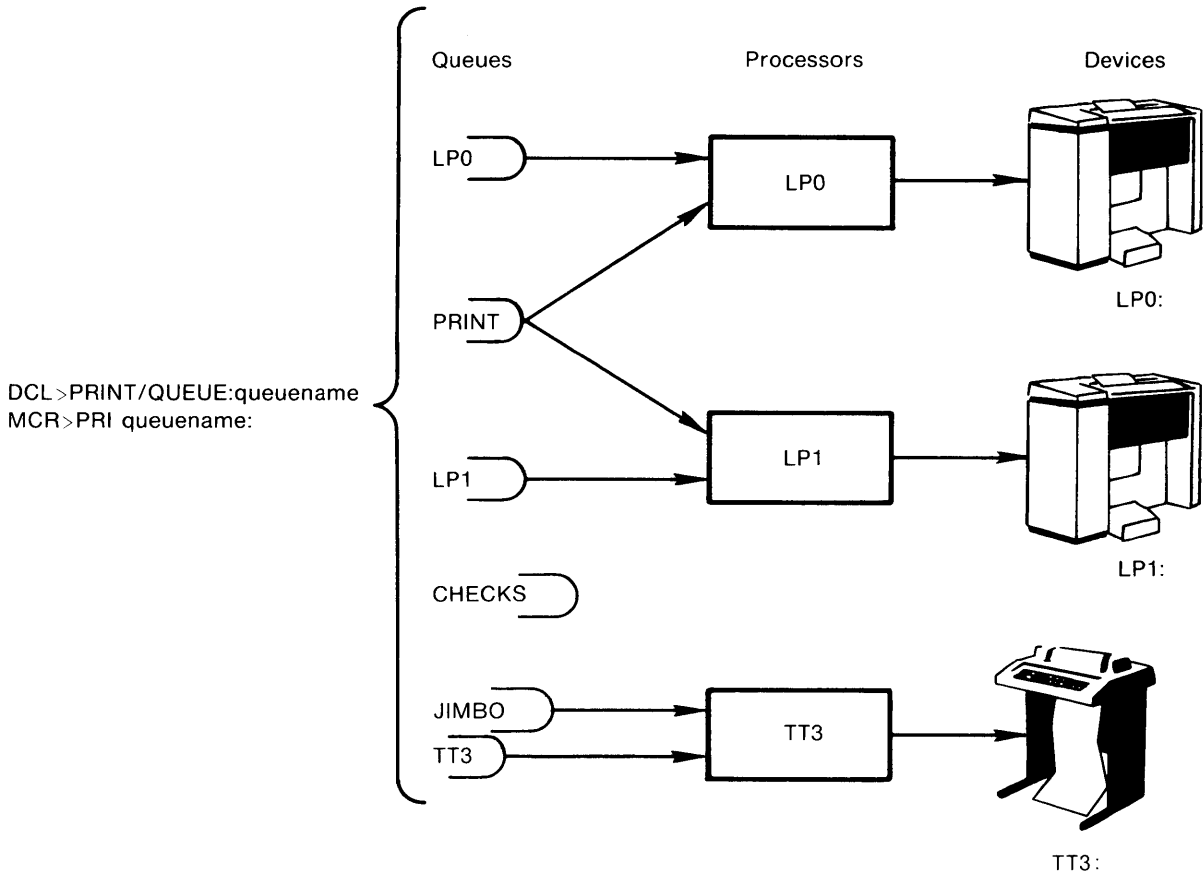 Queues Processors Devices
LP0
LP0
LP0:
PRINT
DCL>PRINT/QUEUE:queuename
MCR>PRI queuename:
LP1
LP1
LP1:
CHECKS
JIMBO
TT3
TT3
TT3: